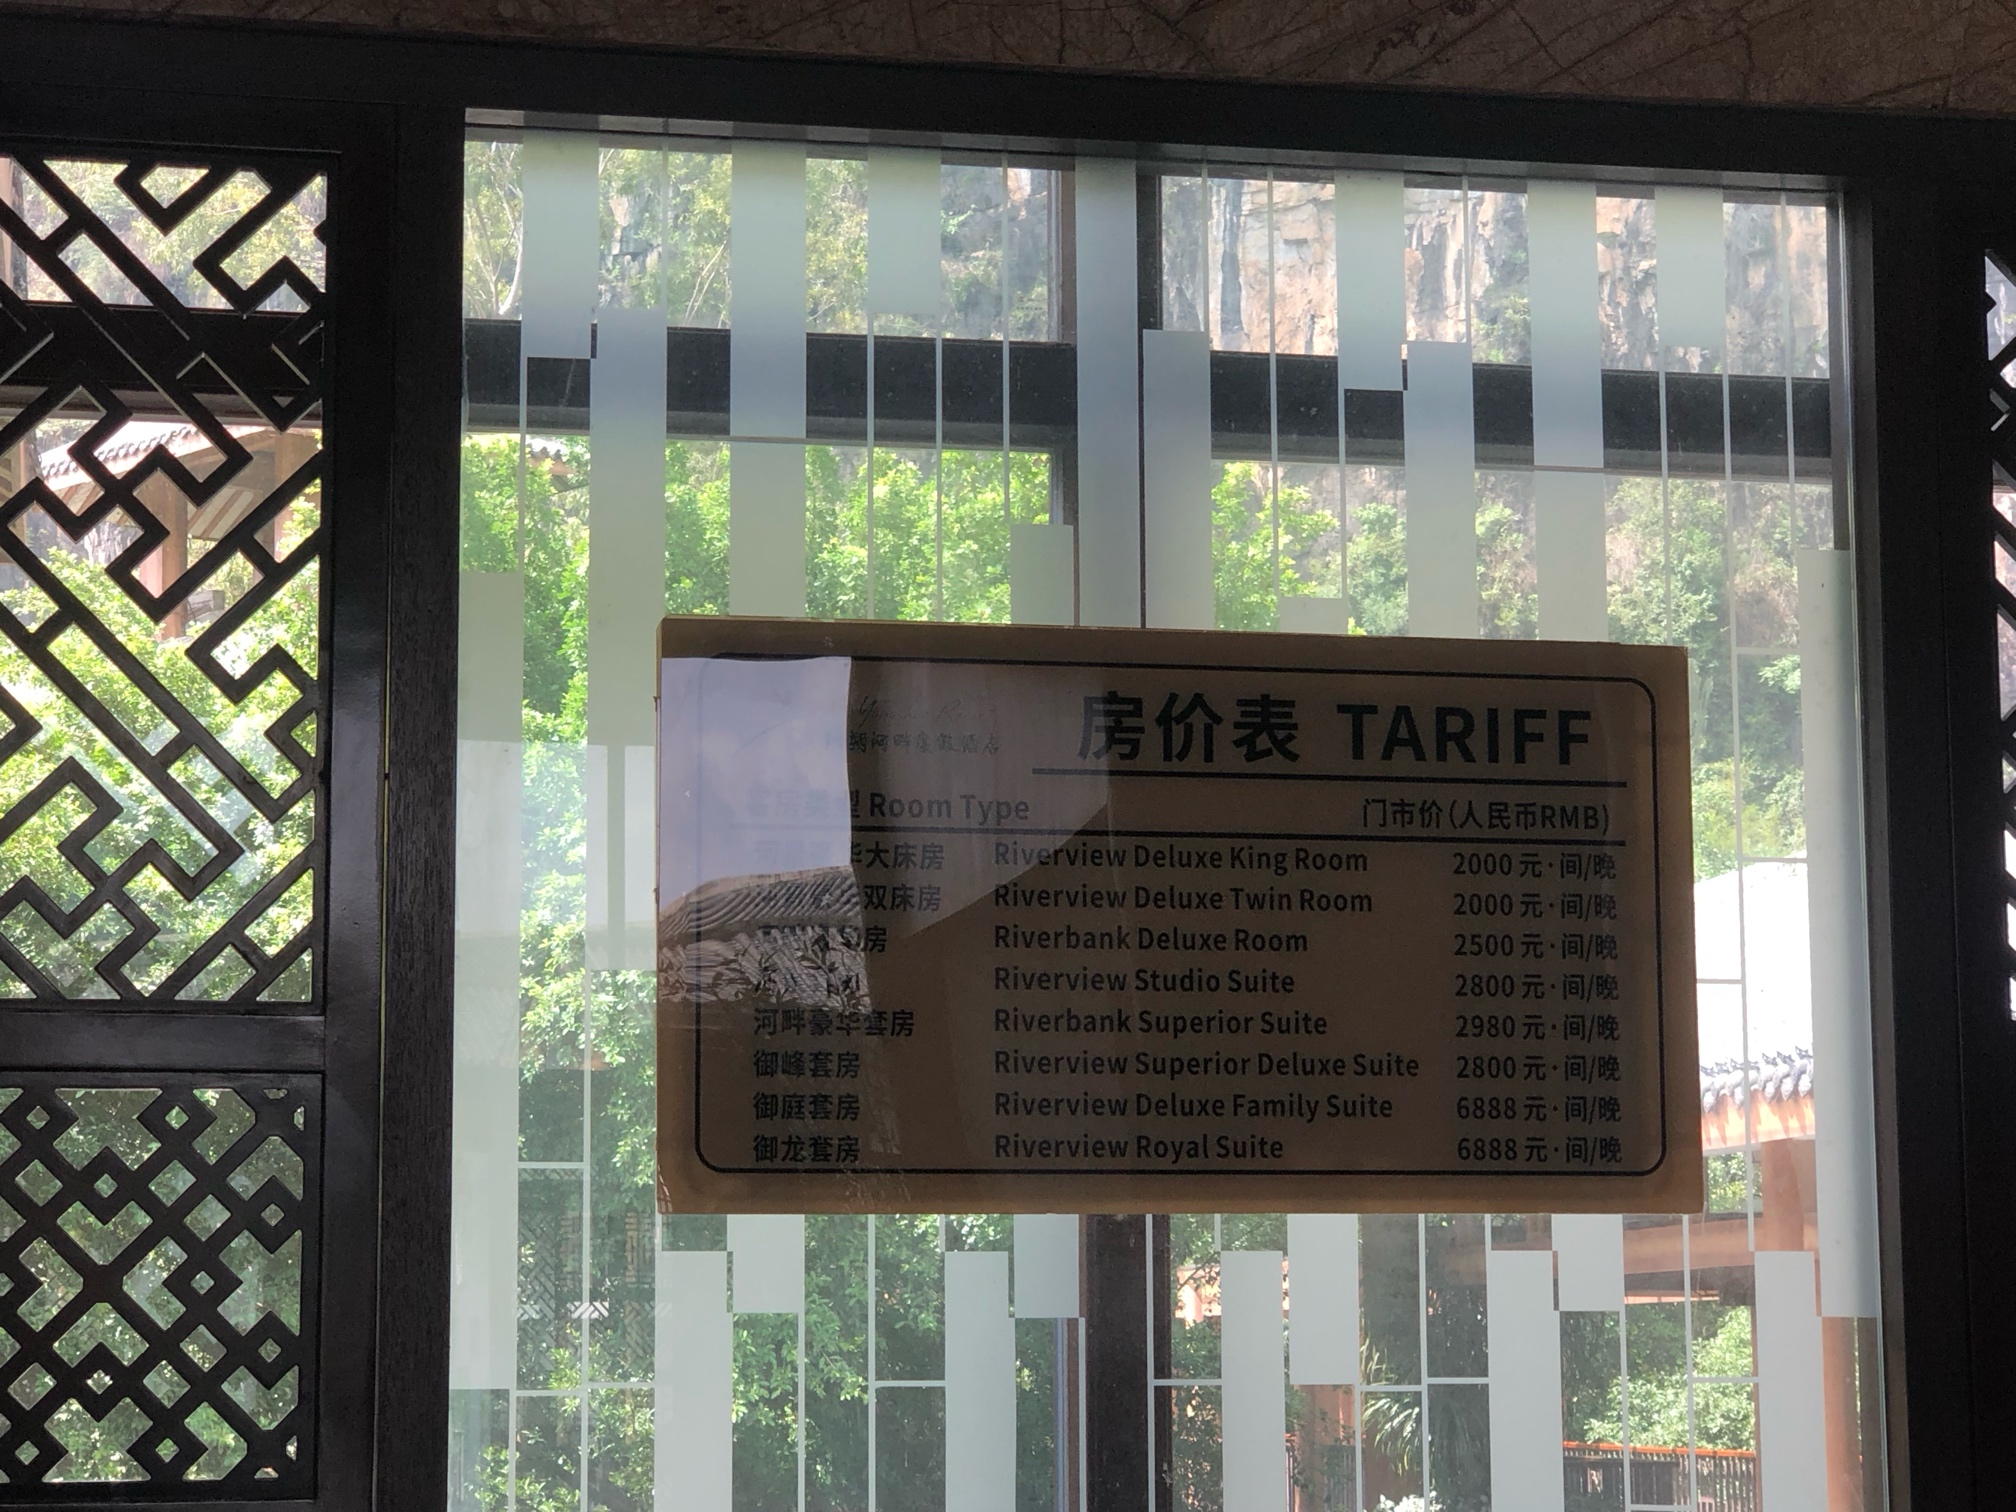 房价表 TARIFF
Room Type 门市价(人民币RMB)
大床房 Riverview Deluxe King Room 2000元·间/晚
双床房 Riverview Deluxe Twin Room 2000元·间/晚
房 Riverbank Deluxe Room 2500元·间/晚
Riverview Studio Suite 2800元·间/晚
河畔豪华套房 Riverbank Superior Suite 2980元·间/晚
御峰套房 Riverview Superior Deluxe Suite 2800元·间/晚
御庭套房 Riverview Deluxe Family Suite 6888元·间/晚
御龙套房 Riverview Royal Suite 6888元·间/晚